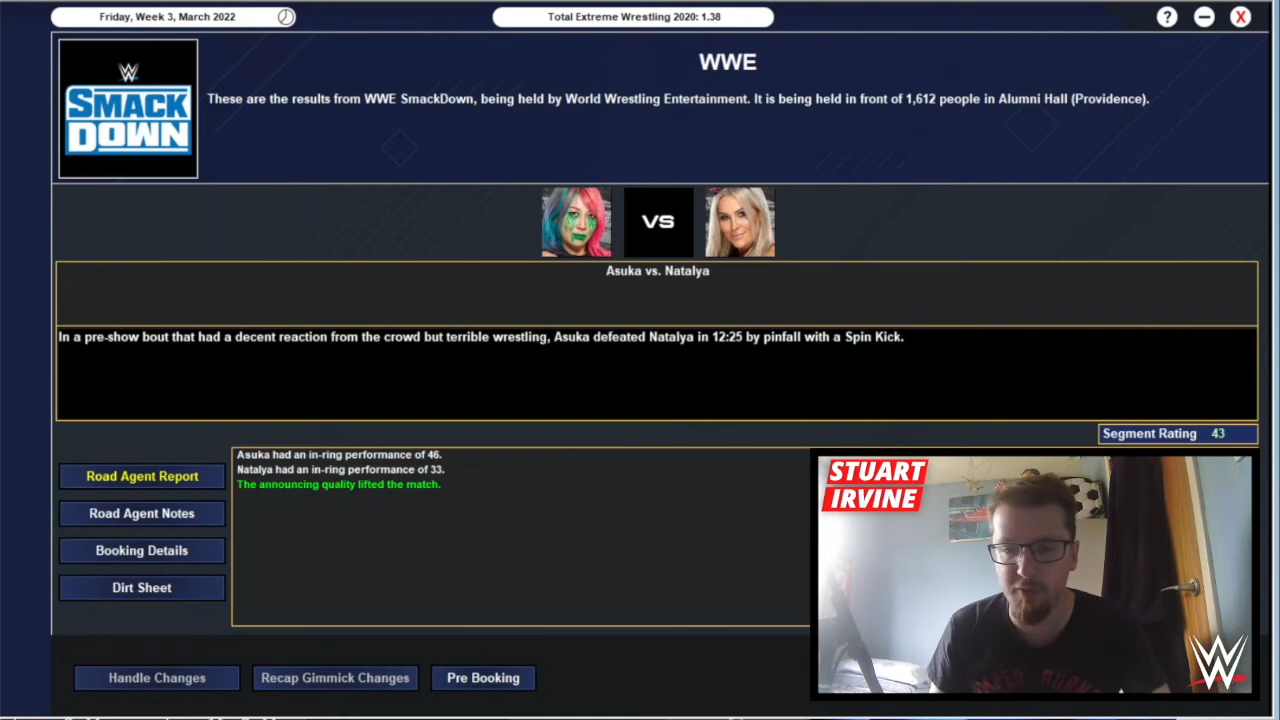 Friday, Week 3, March 2022
Total Extreme Wrestling 2020: 1.38
?
X
W
SMACK
DOWN
WWE
These are the results from WWE SmackDown, being held by World Wrestling Entertainment. It is being held in front of 1,612 people in Alumni Hall (Providence).
VS
Asuka vs. Natalya
In a pre-show bout that had a decent reaction from the crowd but terrible wrestling, Asuka defeated Natalya in 12:25 by pinfall with a Spin Kick.
Segment Rating 43
Road Agent Report
Road Agent Notes
Booking Details
Dirt Sheet
Asuka had an in-ring performance of 46.
Natalya had an in-ring performance of 33.
The announcing quality lifted the match.
STUART
IRVINE
W
Handle Changes
Recap Gimmick Changes
Pre Booking